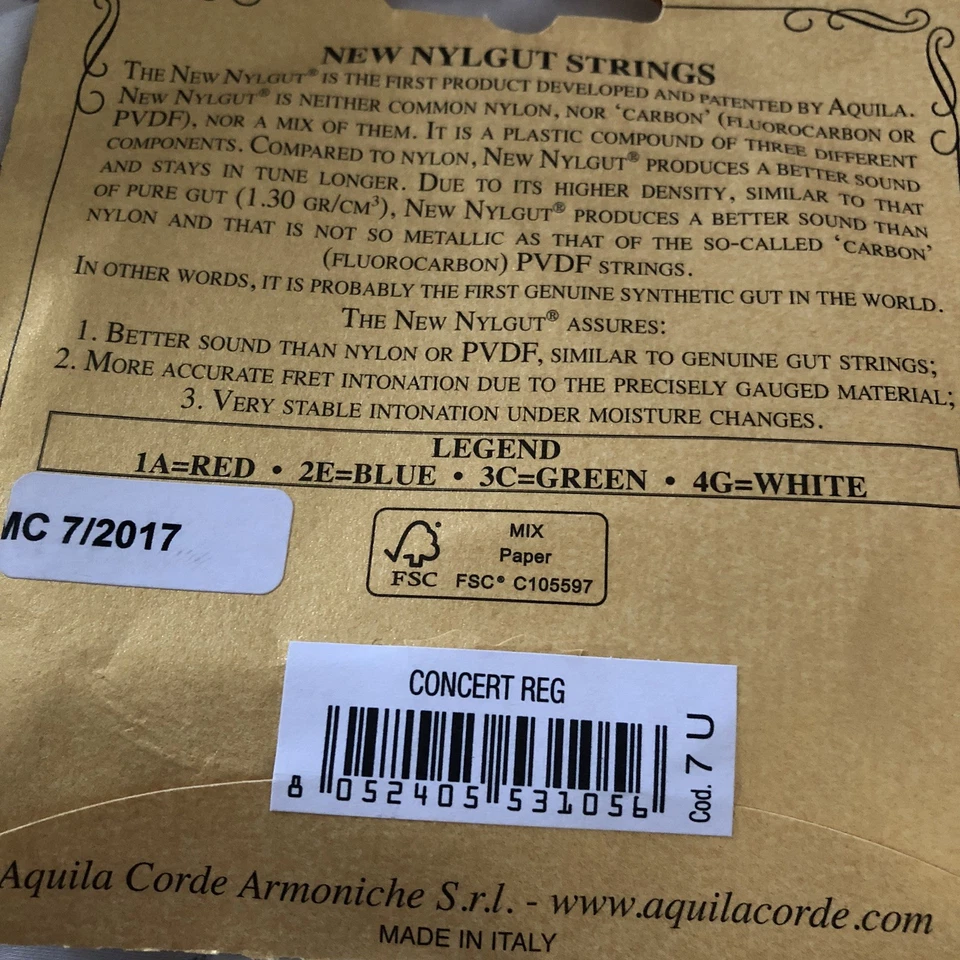 NEW NYLGUT STRINGS
THE NEW NYLGUT® IS THE FIRST PRODUCT DEVELOPED AND PATENTED BY AQUILA.
NEW NYLGUT® IS NEITHER COMMON NYLON, NOR ‘CARBON’ (FLUOROCARBON OR
PVDF), NOR A MIX OF THEM. IT IS A PLASTIC COMPOUND OF THREE DIFFERENT
COMPONENTS. COMPARED TO NYLON, NEW NYLGUT® PRODUCES A BETTER SOUND
AND STAYS IN TUNE LONGER. DUE TO ITS HIGHER DENSITY, SIMILAR TO THAT
OF PURE GUT (1.30 GR/CM³), NEW NYLGUT® PRODUCES A BETTER SOUND THAN
NYLON AND THAT IS NOT SO METALLIC AS THAT OF THE SO-CALLED ‘CARBON’
(FLUOROCARBON) PVDF STRINGS.
IN OTHER WORDS, IT IS PROBABLY THE FIRST GENUINE SYNTHETIC GUT IN THE WORLD.
THE NEW NYLGUT® ASSURES:
1. BETTER SOUND THAN NYLON OR PVDF, SIMILAR TO GENUINE GUT STRINGS;
2. MORE ACCURATE FRET INTONATION DUE TO THE PRECISELY GAUGED MATERIAL;
3. VERY STABLE INTONATION UNDER MOISTURE CHANGES.
LEGEND
1A=RED • 2E=BLUE • 3C=GREEN • 4G=WHITE
MC 7/2017
FSC
MIX
Paper
FSC® C105597
CONCERT REG
8 052405 531056
Cod. 7 U
Aquila Corde Armoniche S.r.l. - www.aquilacorde.com
MADE IN ITALY